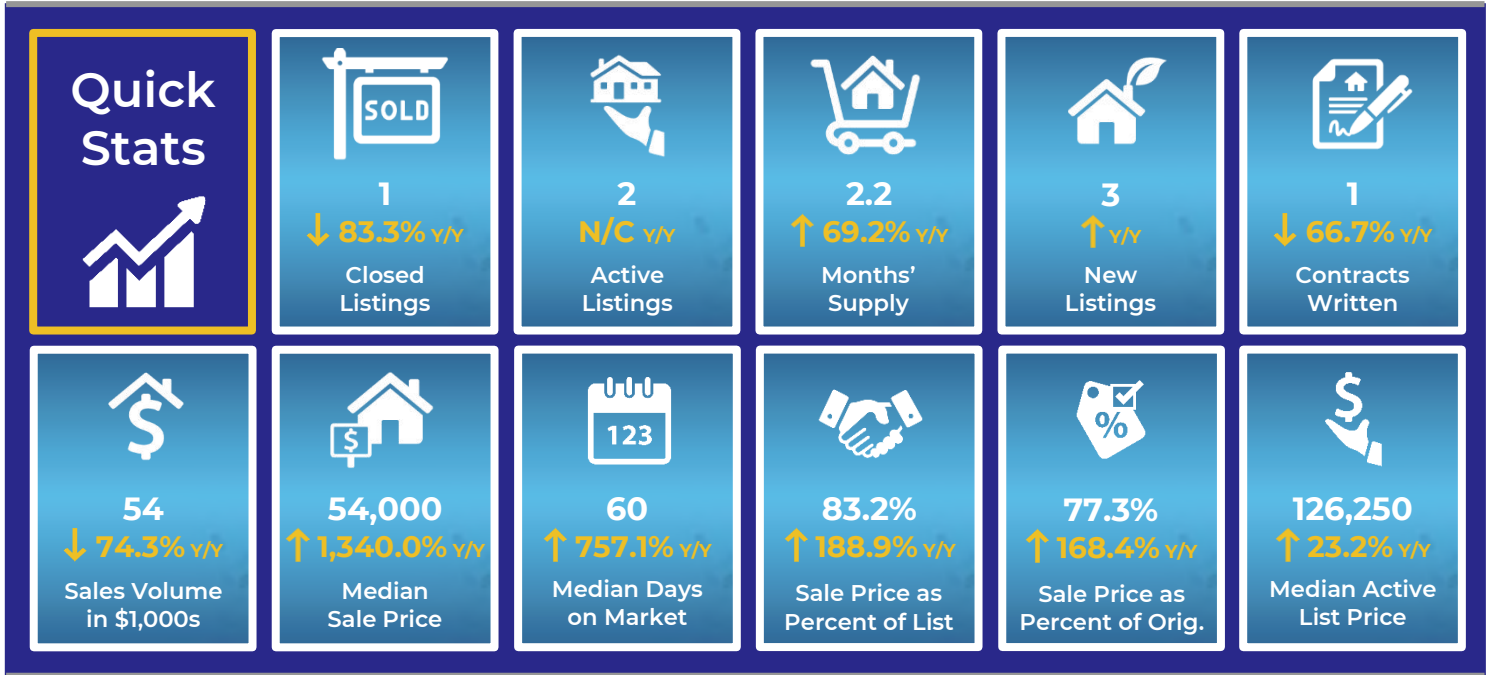 Quick
Stats
SOLD
1
↓ 83.3% Y/Y
Closed
Listings
2
N/C Y/Y
Active
Listings
2.2
↑ 69.2% Y/Y
Months’
Supply
3
↑ Y/Y
New
Listings
1
↓ 66.7% Y/Y
Contracts
Written
$
54
↓ 74.3% Y/Y
Sales Volume
in $1,000s
$
54,000
↑ 1,340.0% Y/Y
Median
Sale Price
123
60
↑ 757.1% Y/Y
Median Days
on Market
83.2%
↑ 188.9% Y/Y
Sale Price as
Percent of List
%
77.3%
↑ 168.4% Y/Y
Sale Price as
Percent of Orig.
$
126,250
↑ 23.2% Y/Y
Median Active
List Price